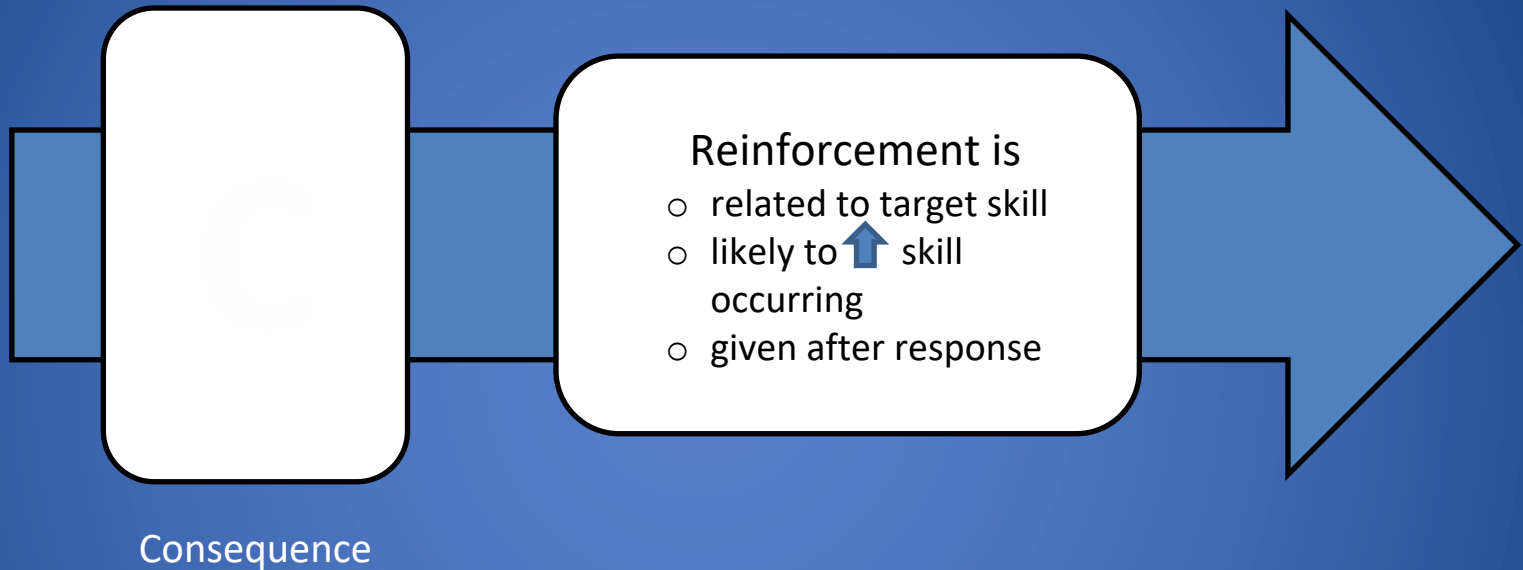 C
Reinforcement is
o related to target skill
o likely to skill
occurring
o given after response
Consequence